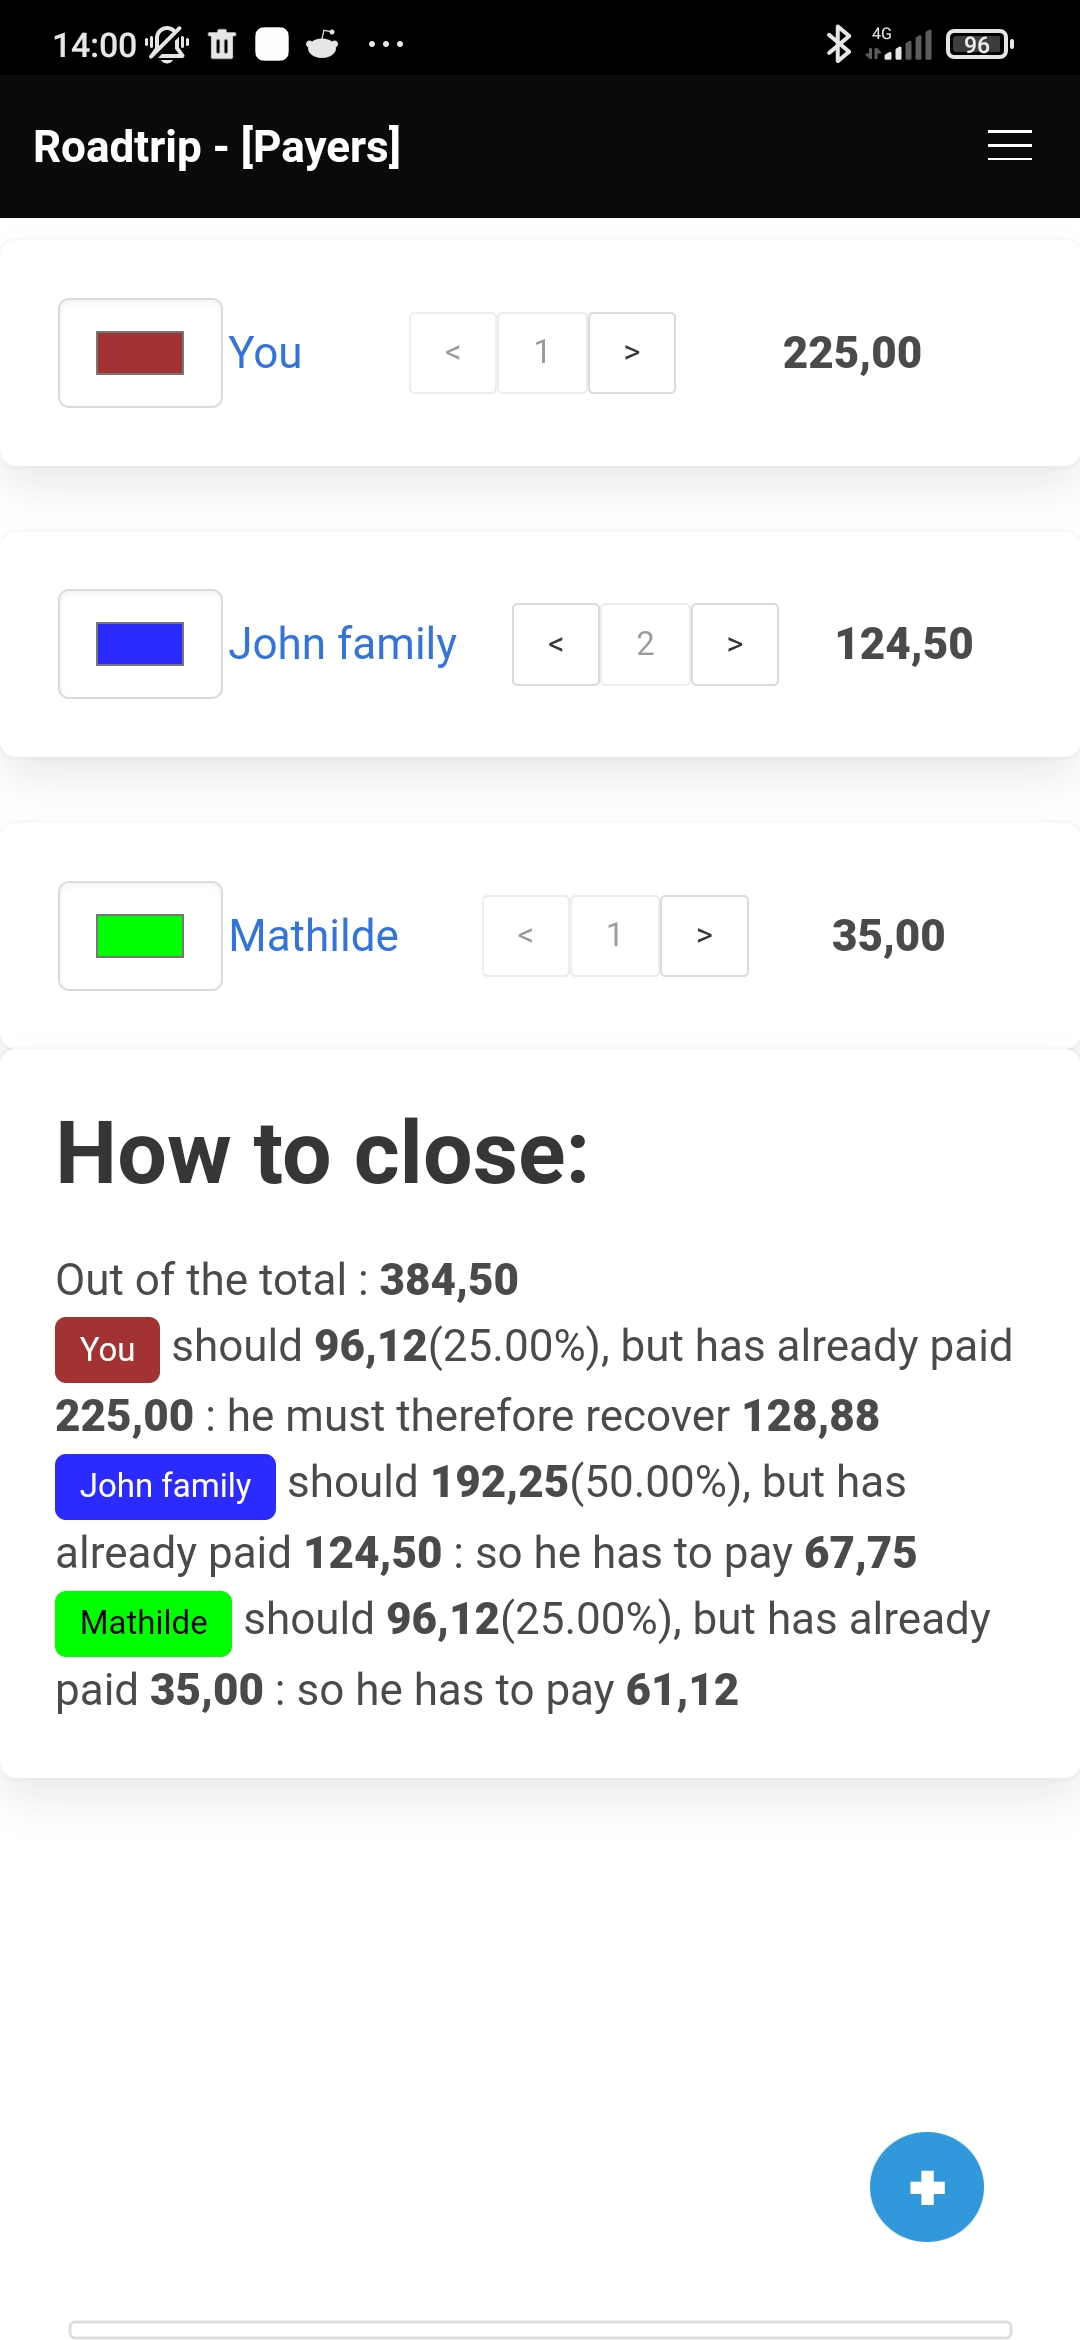 14:00 4G 96
Roadtrip - [Payers]
You < 1 > 225,00
John family < 2 > 124,50
Mathilde < 1 > 35,00
How to close:
Out of the total : 384,50
You should 96,12(25.00%), but has already paid
225,00 : he must therefore recover 128,88
John family should 192,25(50.00%), but has
already paid 124,50 : so he has to pay 67,75
Mathilde should 96,12(25.00%), but has already
paid 35,00 : so he has to pay 61,12